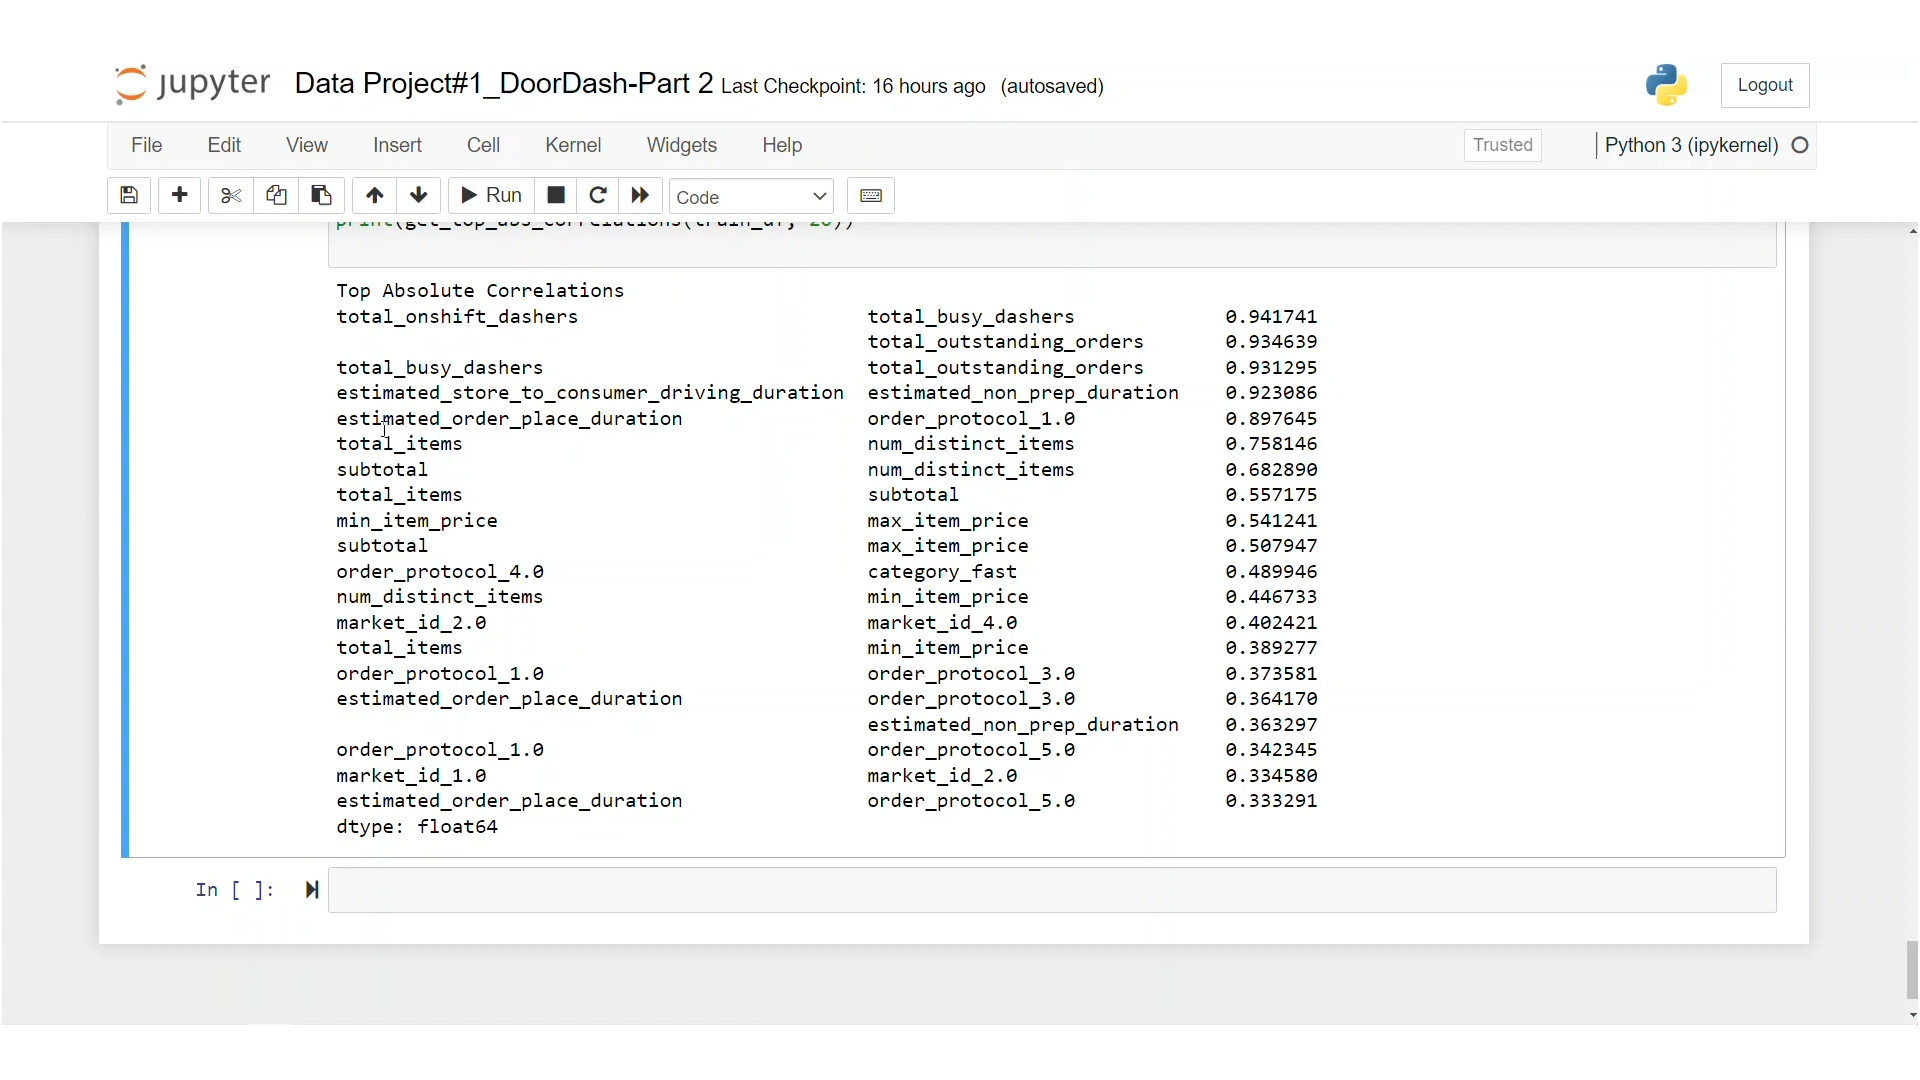 jupyter Data Project#1_DoorDash-Part 2 Last Checkpoint: 16 hours ago (autosaved) Logout
File Edit View Insert Cell Kernel Widgets Help Trusted Python 3 (ipykernel)
Run Code
print(get_top_abs_correlations(train_df, 20))
Top Absolute Correlations
total_onshift_dashers total_busy_dashers 0.941741
total_outstanding_orders 0.934639
total_busy_dashers total_outstanding_orders 0.931295
estimated_store_to_consumer_driving_duration estimated_non_prep_duration 0.923086
estimated_order_place_duration order_protocol_1.0 0.897645
total_items num_distinct_items 0.758146
subtotal num_distinct_items 0.682890
total_items subtotal 0.557175
min_item_price max_item_price 0.541241
subtotal max_item_price 0.507947
order_protocol_4.0 category_fast 0.489946
num_distinct_items min_item_price 0.446733
market_id_2.0 market_id_4.0 0.402421
total_items min_item_price 0.389277
order_protocol_1.0 order_protocol_3.0 0.373581
estimated_order_place_duration order_protocol_3.0 0.364170
estimated_non_prep_duration 0.363297
order_protocol_1.0 order_protocol_5.0 0.342345
market_id_1.0 market_id_2.0 0.334580
estimated_order_place_duration order_protocol_5.0 0.333291
dtype: float64
In [ ]: